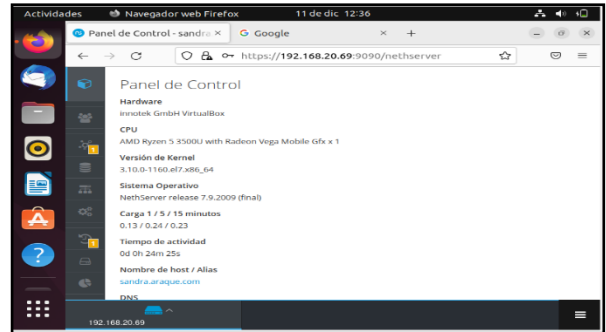 Actividades Navegador web Firefox 11 de dic 12:36
Panel de Control - sandra × G Google × +
https://192.168.20.69:9090/nethserver
Panel de Control
Hardware
innotek GmbH VirtualBox
CPU
AMD Ryzen 5 3500U with Radeon Vega Mobile Gfx x 1
Versión de Kernel
3.10.0-1160.el7.x86_64
Sistema Operativo
NethServer release 7.9.2009 (final)
Carga 1 / 5 / 15 minutos
0.13 / 0.24 / 0.23
Tiempo de actividad
0d 0h 24m 25s
Nombre de host / Alias
sandra.araque.com
DNS
192.168.20.69